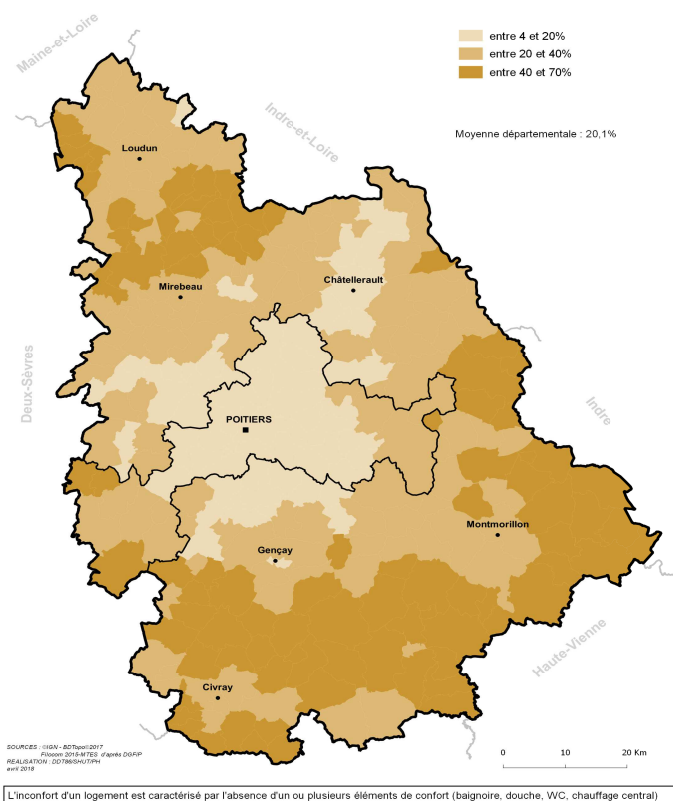 entre 4 et 20%
entre 20 et 40%
entre 40 et 70%
Maine-et-Loire
Indre-et-Loire
Moyenne départementale : 20,1%
Loudun
Châtellerault
Mirebeau
Deux-Sèvres
Indre
POITIERS
Montmorillon
Gençay
Haute-Vienne
Civray
SOURCES : ©IGN - BDTopo©2017
Filocom 2015-MTES d'après DGFIP
REALISATION : DDT86/SHUT/PH
avril 2018
0 10 20 Km
L'inconfort d'un logement est caractérisé par l'absence d'un ou plusieurs éléments de confort (baignoire, douche, WC, chauffage central)